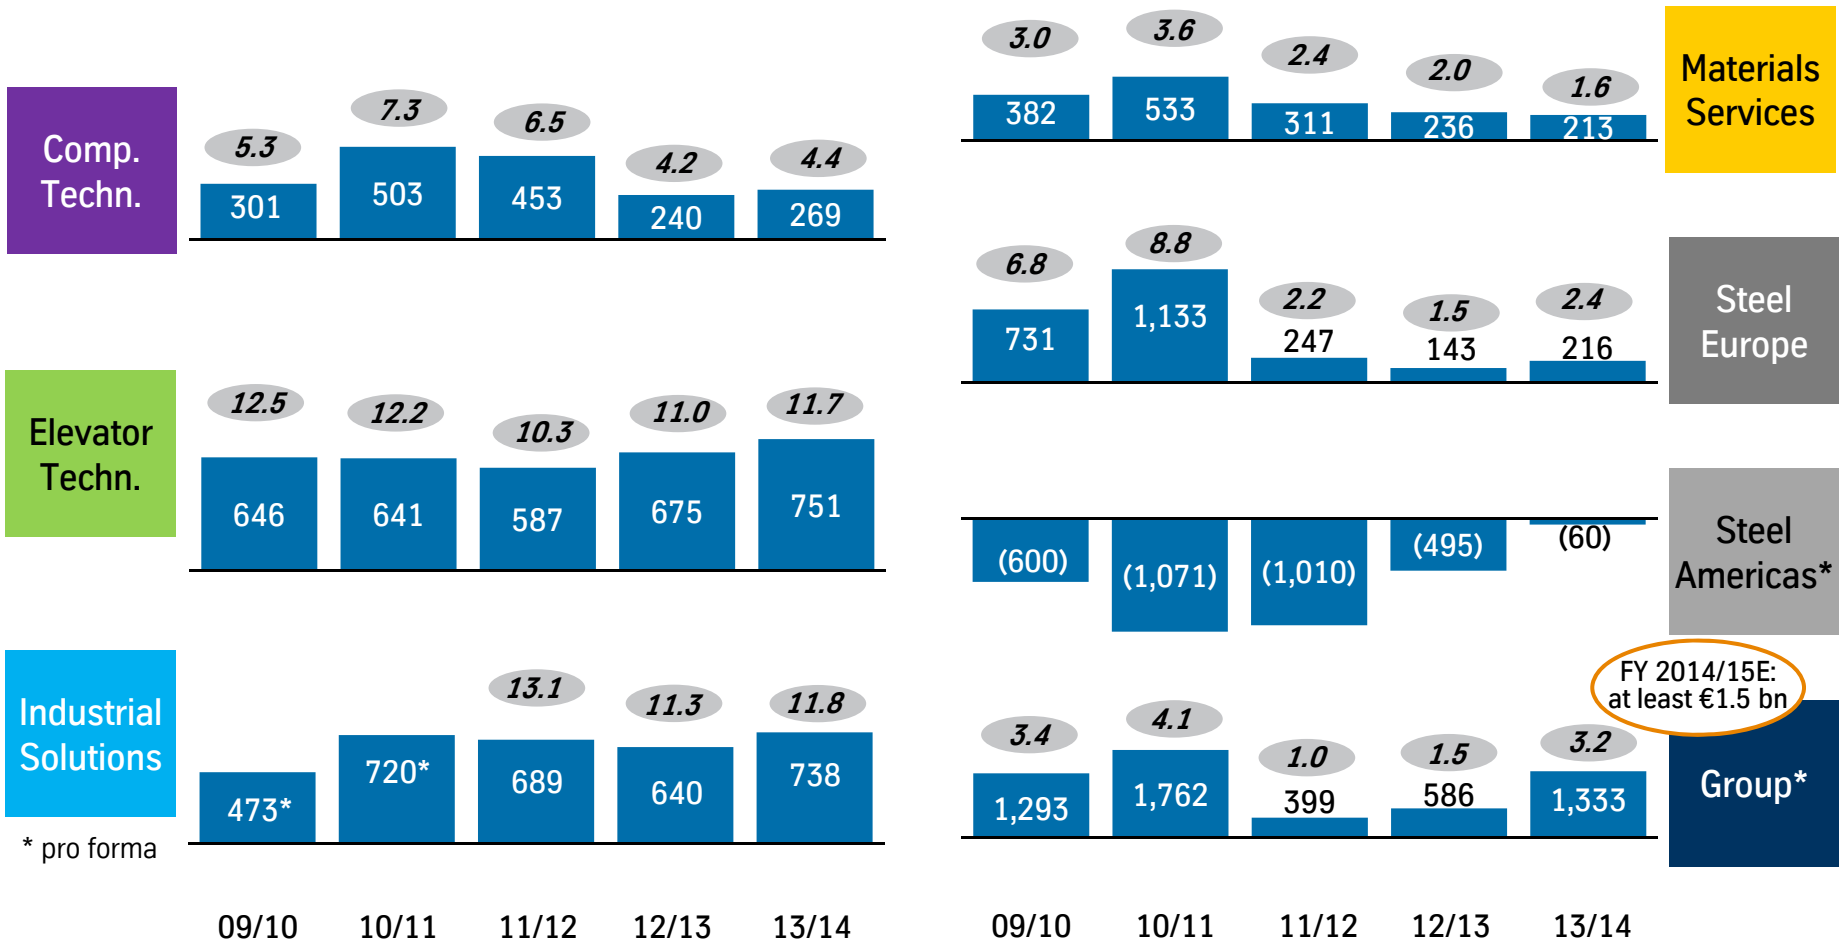 Comp.
Techn.
5.3 7.3 6.5 4.2 4.4
301 503 453 240 269
Elevator
Techn.
12.5 12.2 10.3 11.0 11.7
646 641 587 675 751
Industrial
Solutions
13.1 11.3 11.8
473* 720* 689 640 738
* pro forma
09/10 10/11 11/12 12/13 13/14
Materials
Services
3.0 3.6 2.4 2.0 1.6
382 533 311 236 213
Steel
Europe
6.8 8.8 2.2 1.5 2.4
731 1,133 247 143 216
Steel
Americas*
(600) (1,071) (1,010) (495) (60)
FY 2014/15E:
at least €1.5 bn
Group*
3.4 4.1 1.0 1.5 3.2
1,293 1,762 399 586 1,333
09/10 10/11 11/12 12/13 13/14